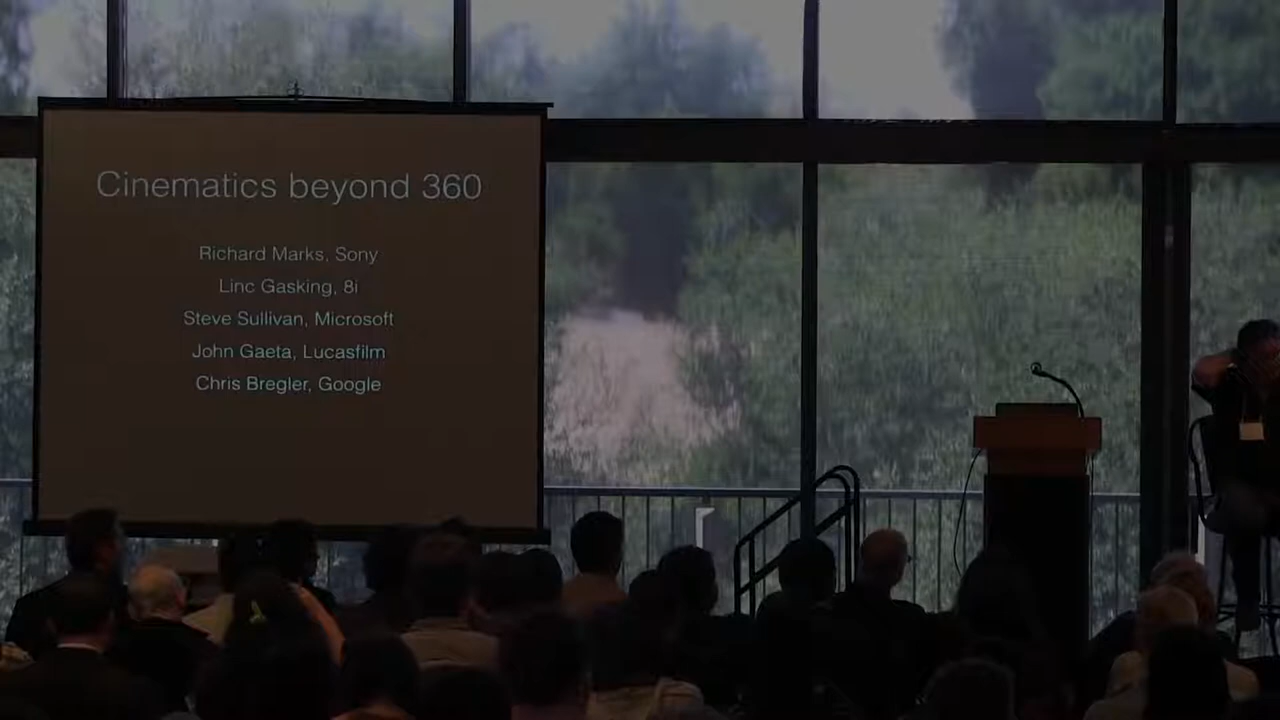 Cinematics beyond 360
Richard Marks, Sony
Linc Gasking, 8i
Steve Sullivan, Microsoft
John Gaeta, Lucasfilm
Chris Bregler, Google